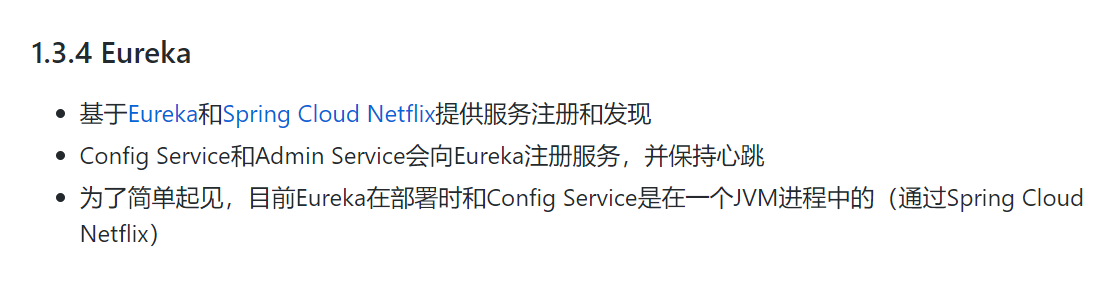 1.3.4 Eureka
基于Eureka和Spring Cloud Netflix提供服务注册和发现
Config Service和Admin Service会向Eureka注册服务，并保持心跳
为了简单起见，目前Eureka在部署时和Config Service是在一个JVM进程中的（通过Spring Cloud
Netflix）